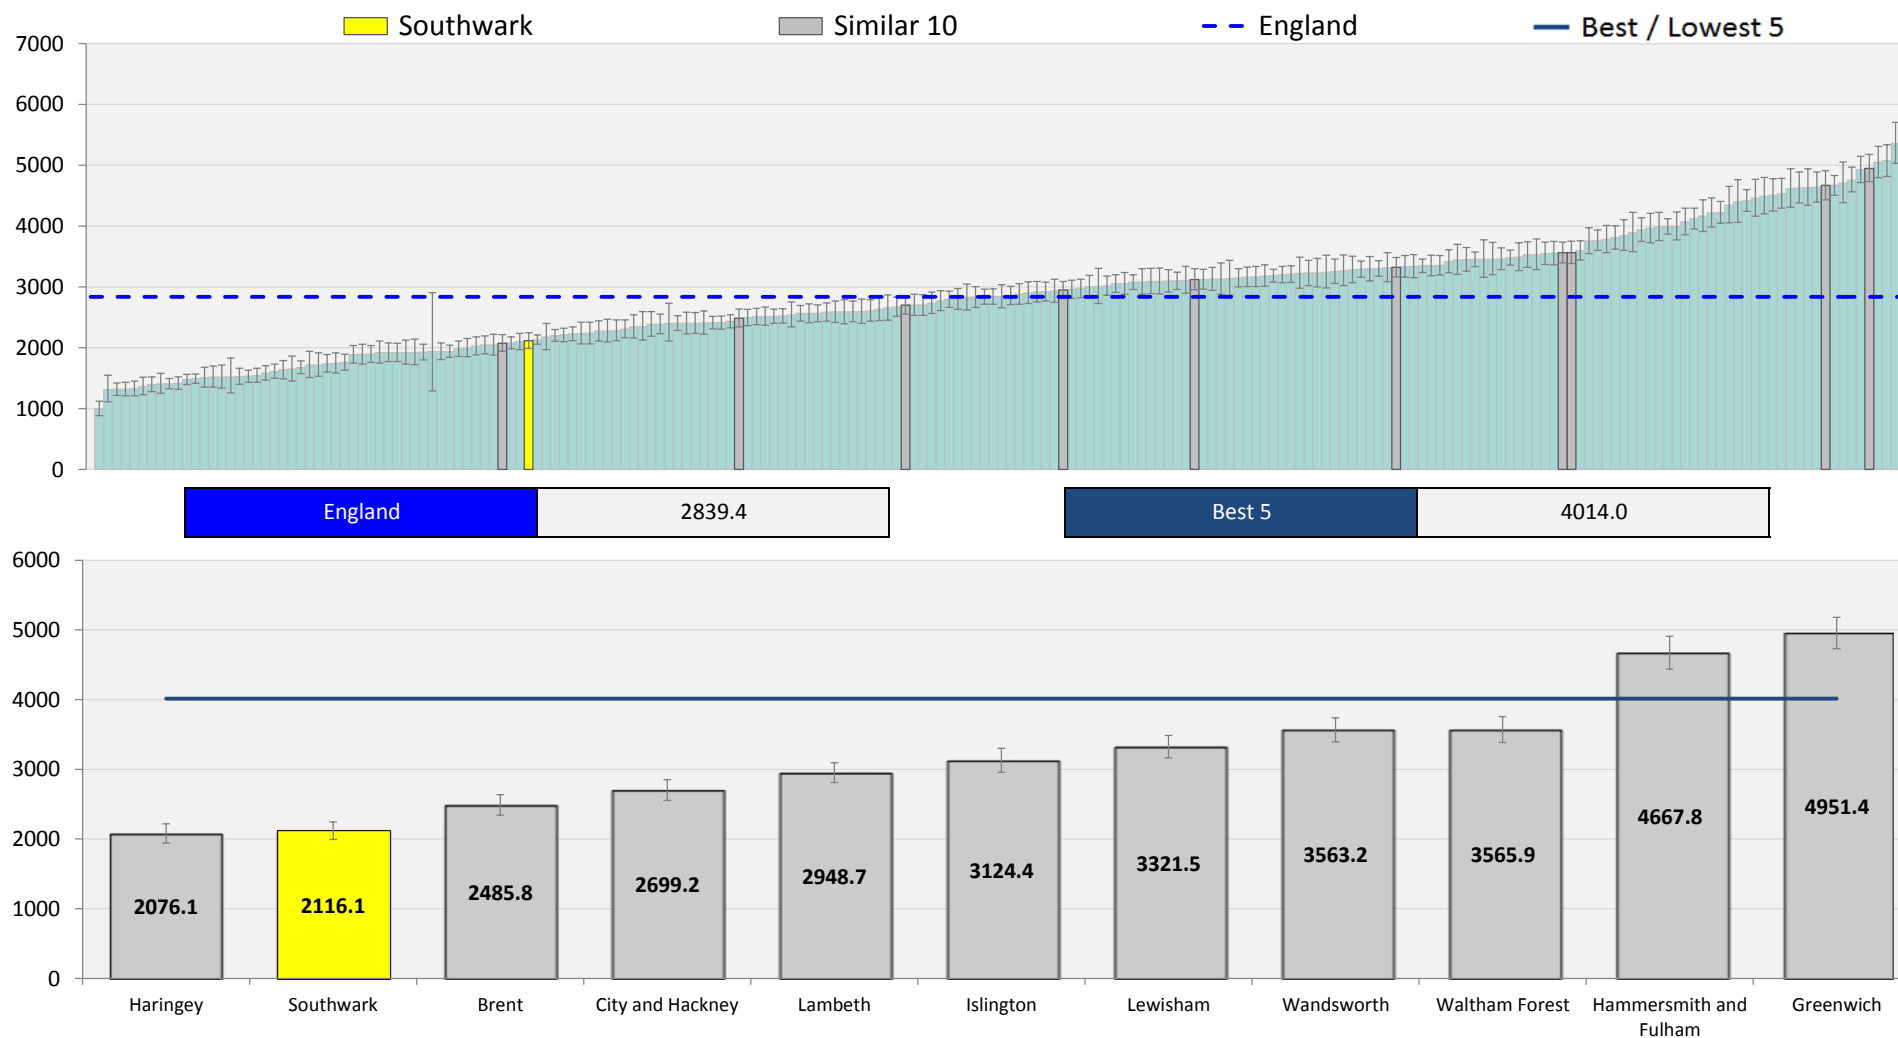 Southwark
Similar 10
England
Best / Lowest 5
7000
6000
5000
4000
3000
2000
1000
0
England 2839.4 Best 5 4014.0
6000
5000
4000
3000
2000
1000
0
2076.1
2116.1
2485.8
2699.2
2948.7
3124.4
3321.5
3563.2
3565.9
4667.8
4951.4
Haringey
Southwark
Brent
City and Hackney
Lambeth
Islington
Lewisham
Wandsworth
Waltham Forest
Hammersmith and
Fulham
Greenwich